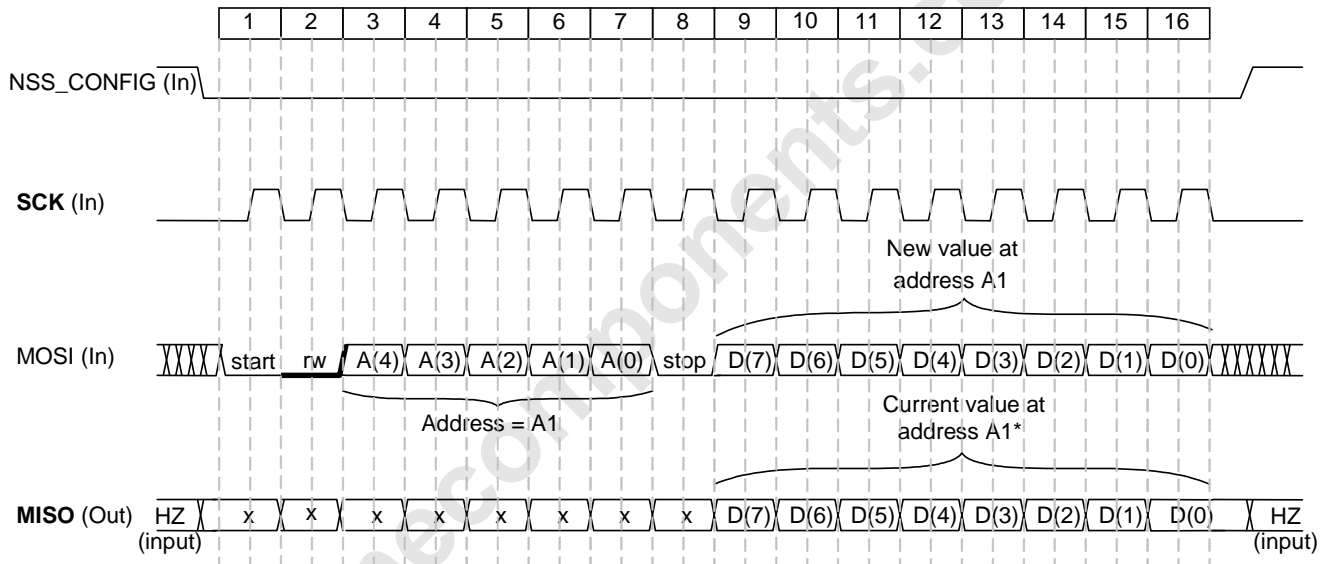 1 2 3 4 5 6 7 8 9 10 11 12 13 14 15 16
NSS_CONFIG (In)
SCK (In)
New value at
address A1
MOSI (In) start rw A(4) A(3) A(2) A(1) A(0) stop D(7) D(6) D(5) D(4) D(3) D(2) D(1) D(0)
Address = A1
Current value at
address A1*
MISO (Out) HZ x x x x x x x x D(7) D(6) D(5) D(4) D(3) D(2) D(1) D(0) HZ
(input) (input)